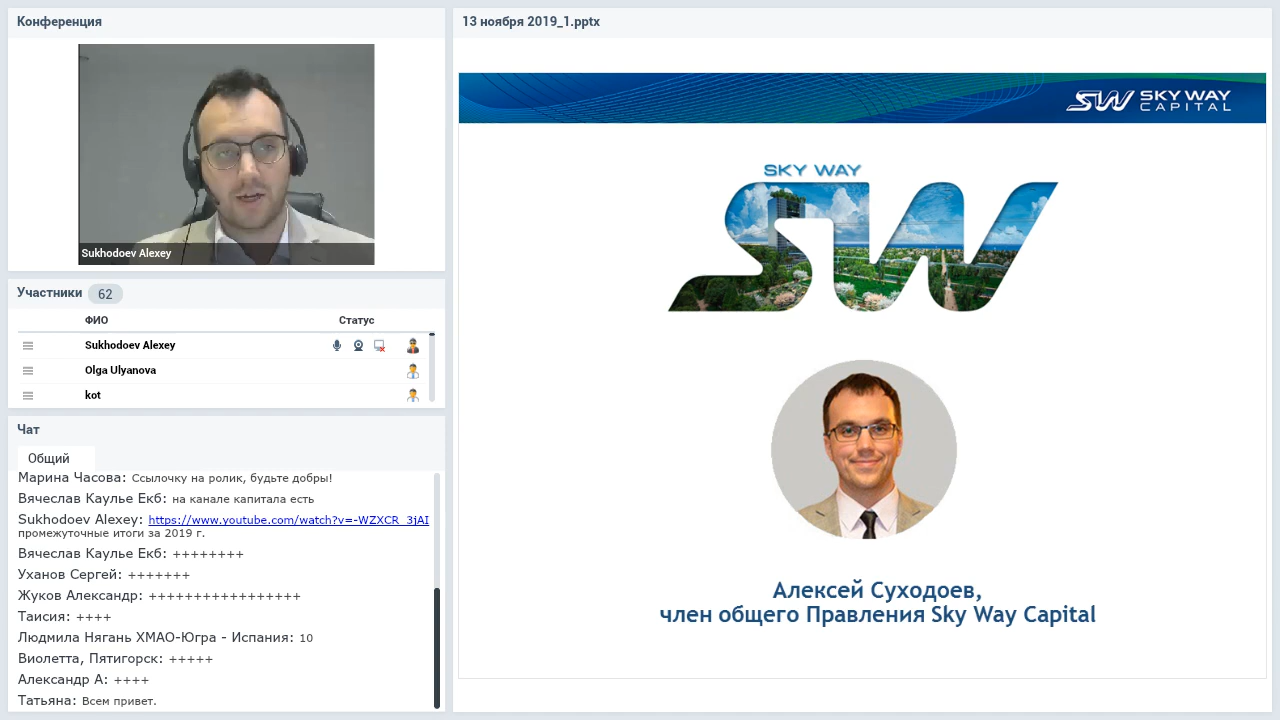 Конференция
Sukhodoev Alexey
Участники 62
ФИО Статус
Sukhodoev Alexey
Olga Ulyanova
kot
Чат
Общий
Марина Часова: Ссылочку на ролик, будьте добры!
Вячеслав Каулье Екб: на канале капитала есть
Sukhodoev Alexey: https://www.youtube.com/watch?v=-WZXCR_3jAI
промежуточные итоги за 2019 г.
Вячеслав Каулье Екб: ++++++++
Уханов Сергей: +++++++
Жуков Александр: +++++++++++++++++
Таисия: ++++
Людмила Нягань ХМАО-Югра - Испания: 10
Виолетта, Пятигорск: +++++
Александр А: ++++
Татьяна: Всем привет.
13 ноября 2019_1.pptx
SW SKY WAY
CAPITAL
SKY WAY
SW
Алексей Суходоев,
член общего Правления Sky Way Capital